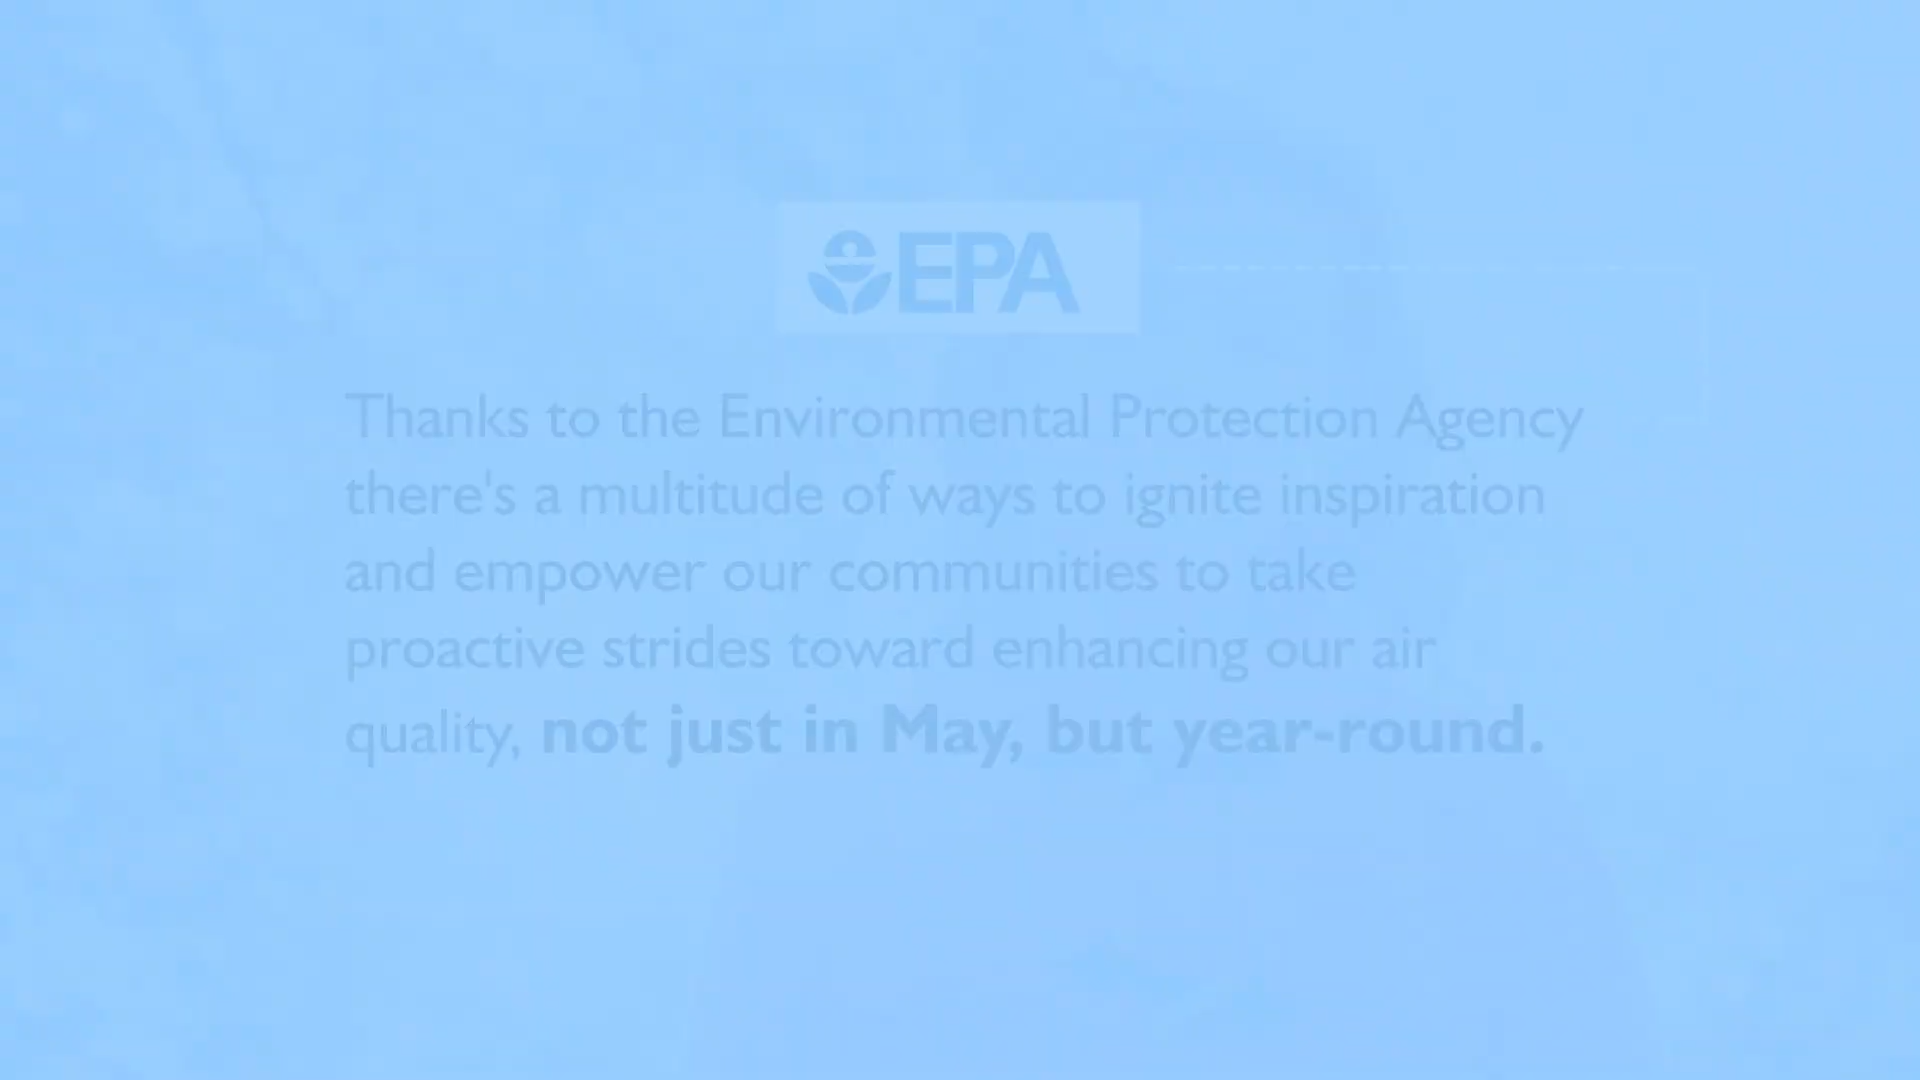 EPA
Thanks to the Environmental Protection Agency
there's a multitude of ways to ignite inspiration
and empower our communities to take
proactive strides toward enhancing our air
quality, not just in May, but year-round.